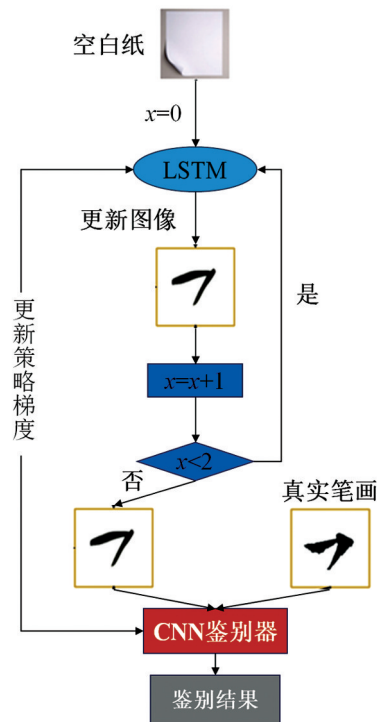 空白纸
x=0
LSTM
更新图像
是
更新策略梯度
x=x+1
x<2
否
真实笔画
CNN鉴别器
鉴别结果